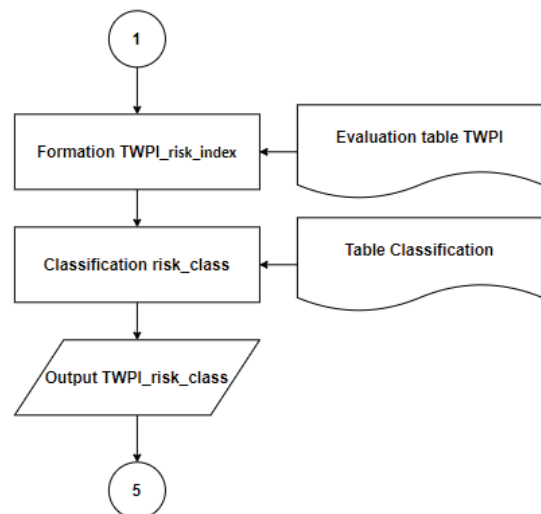 1
Formation TWPI_risk_index
Evaluation table TWPI
Classification risk_class
Table Classification
Output TWPI_risk_class
5